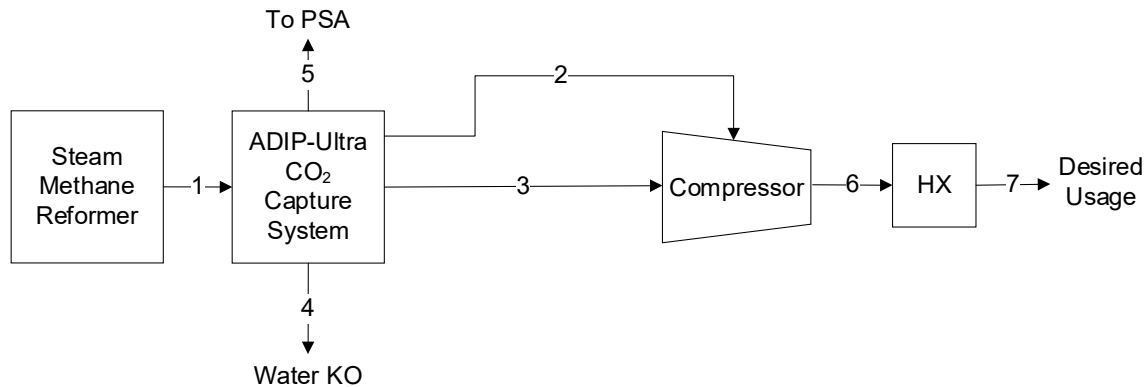 To PSA
5
2
Steam
Methane
Reformer
1
ADIP-Ultra
CO₂
Capture
System
3
Compressor
6
HX
7
Desired
Usage
4
Water KO